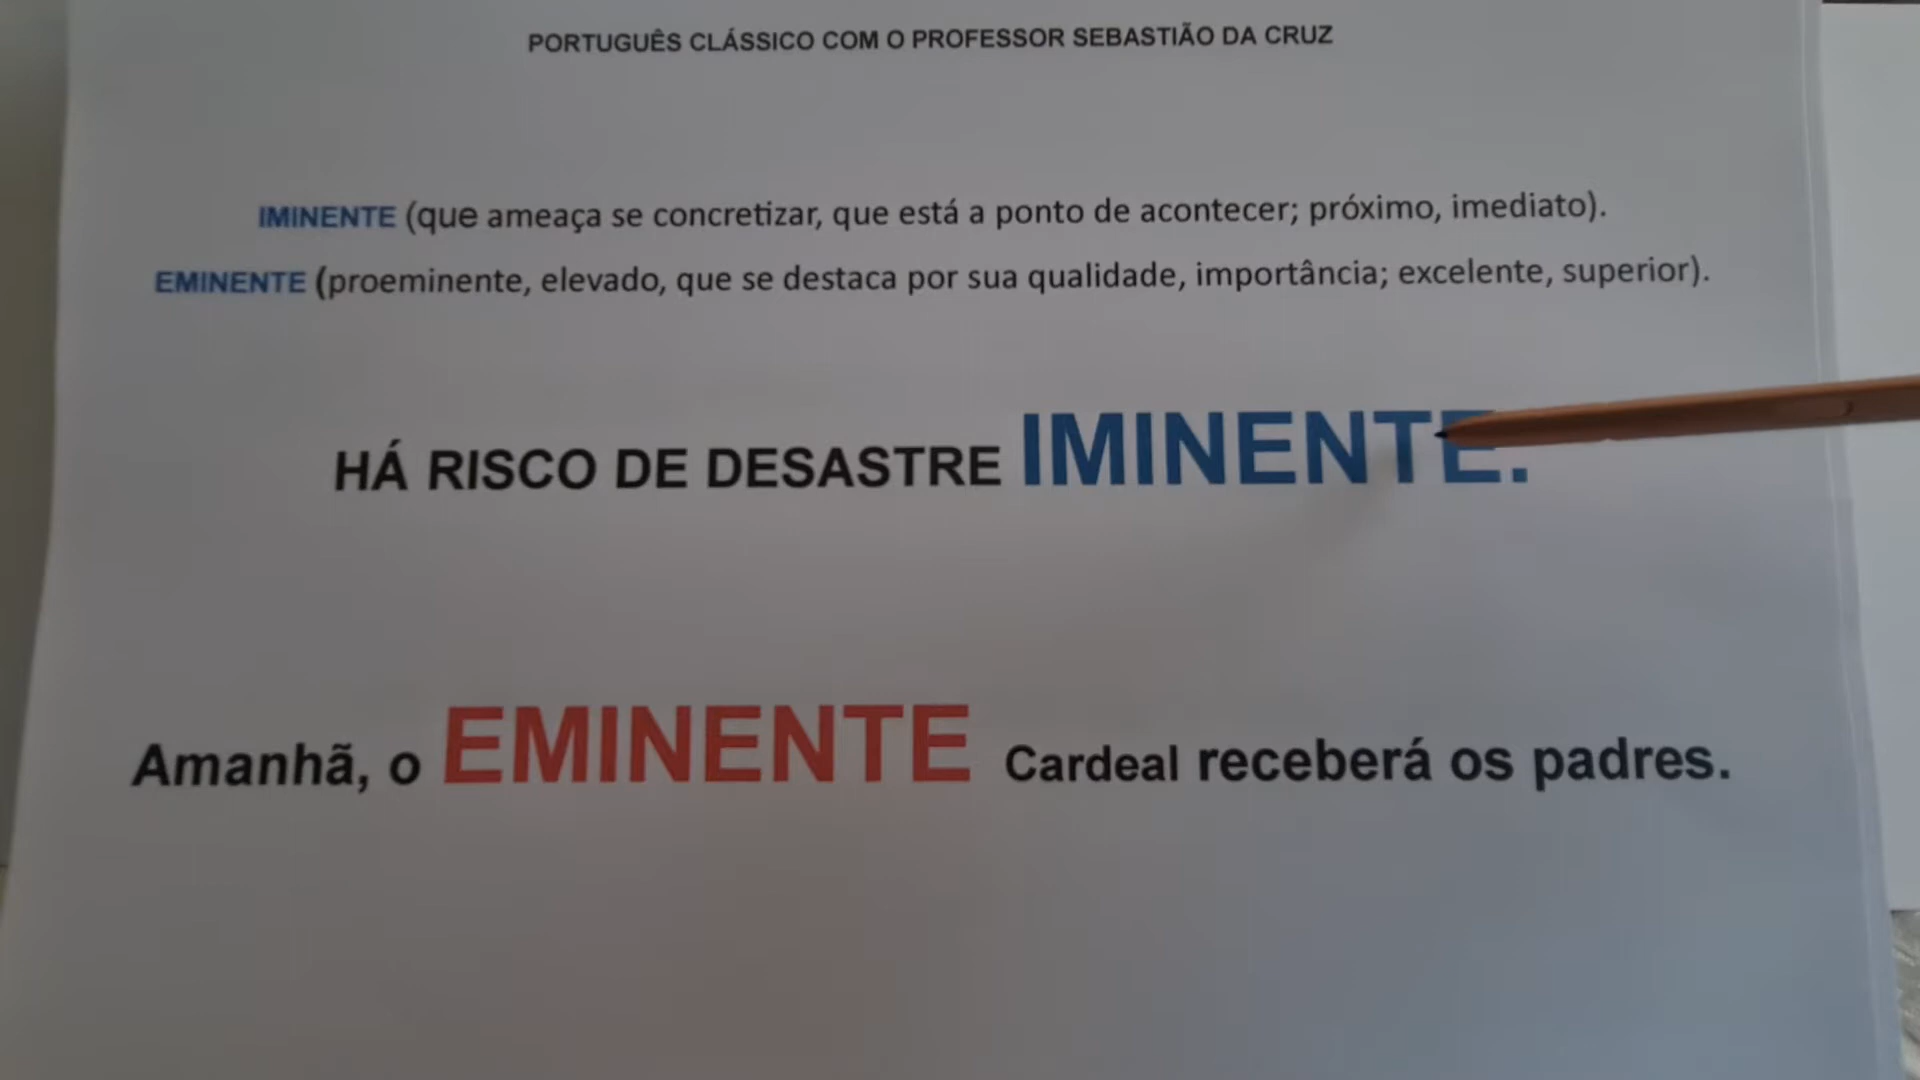 PORTUGUÊS CLÁSSICO COM O PROFESSOR SEBASTIÃO DA CRUZ
IMINENTE (que ameaça se concretizar, que está a ponto de acontecer; próximo, imediato).
EMINENTE (proeminente, elevado, que se destaca por sua qualidade, importância; excelente, superior).
HÁ RISCO DE DESASTRE IMINENTE.
Amanhã, o EMINENTE Cardeal receberá os padres.